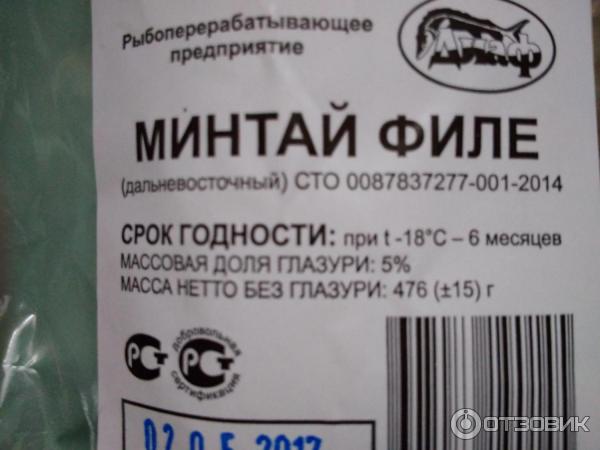 Рыбоперерабатывающее
предприятие
МИНТАЙ ФИЛЕ
(дальневосточный) СТО 0087837277-001-2014
СРОК ГОДНОСТИ: при t -18°С – 6 месяцев
МАССОВАЯ ДОЛЯ ГЛАЗУРИ: 5%
МАССА НЕТТО БЕЗ ГЛАЗУРИ: 476 (±15) г
добровольная
сертификация
ОТЗОВИК